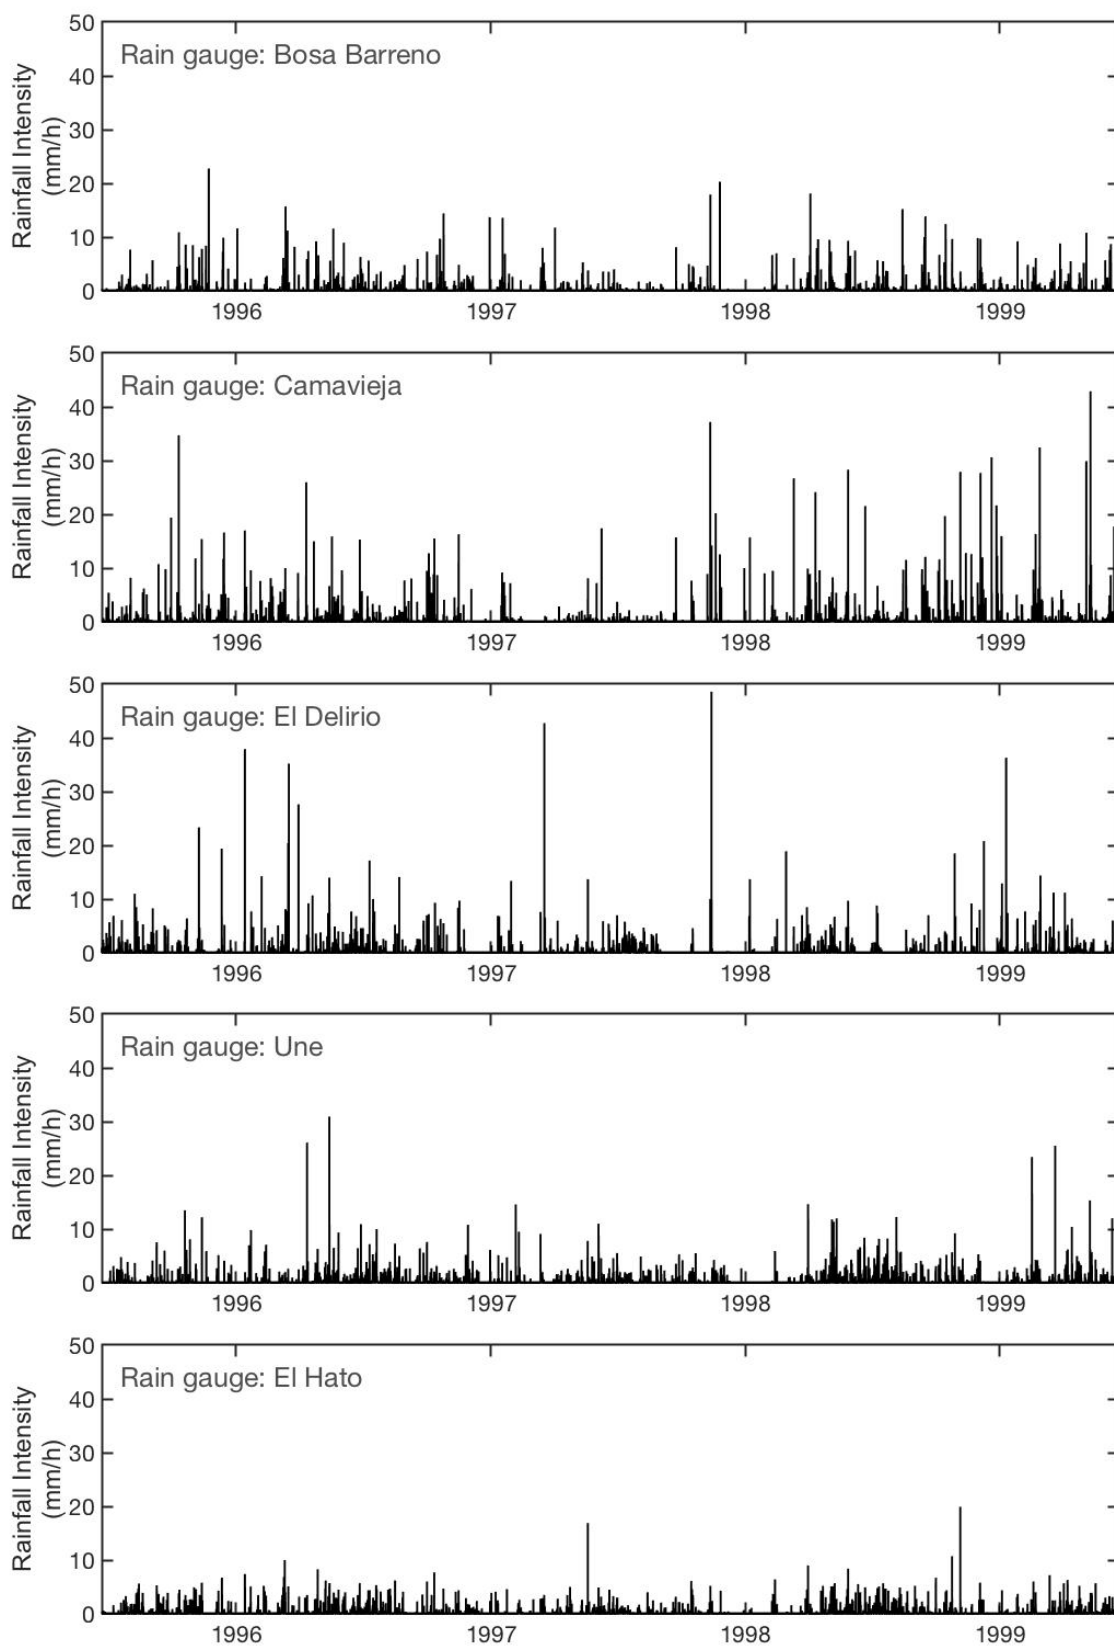 50
Rain gauge: Bosa Barreno
40
30
20
10
0
Rainfall Intensity
(mm/h)
1996 1997 1998 1999
50
Rain gauge: Camavieja
40
30
20
10
0
Rainfall Intensity
(mm/h)
1996 1997 1998 1999
50
Rain gauge: El Delirio
40
30
20
10
0
Rainfall Intensity
(mm/h)
1996 1997 1998 1999
50
Rain gauge: Une
40
30
20
10
0
Rainfall Intensity
(mm/h)
1996 1997 1998 1999
50
Rain gauge: El Hato
40
30
20
10
0
Rainfall Intensity
(mm/h)
1996 1997 1998 1999